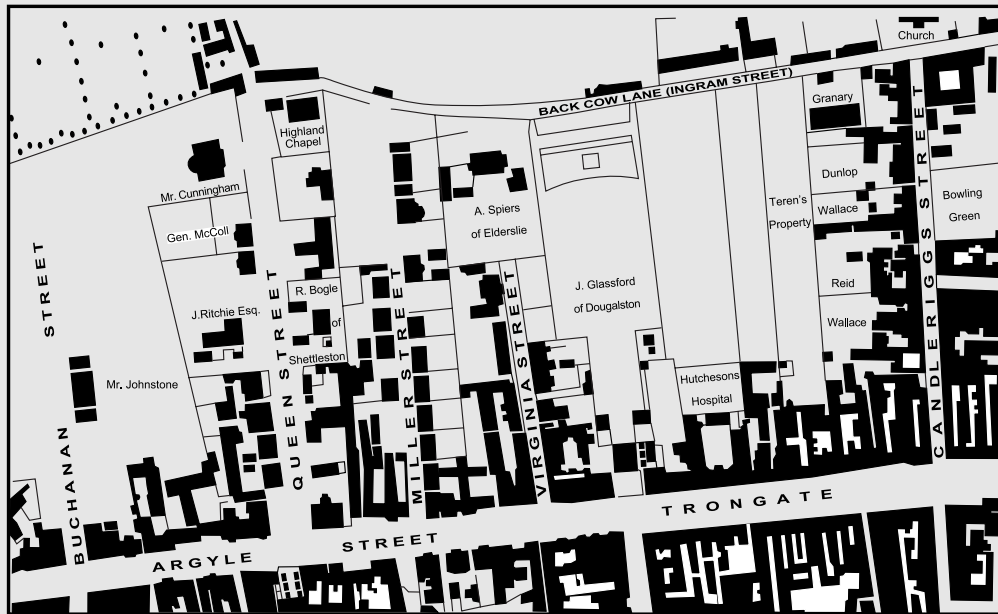 Church
BACK COW LANE (INGRAM STREET)
Granary
Highland
Chapel
Mr. Cunningham
Dunlop
A. Spiers
of Elderslie
Teren's
Property
Wallace
Bowling
Green
Gen. McColl
Reid
J. Glassford
of Dougalston
R. Bogle
of
Shettleston
J.Ritchie Esq.
Wallace
Mr. Johnstone
Hutchesons
Hospital
BUCHANAN STREET
QUEEN STREET
MILLER STREET
VIRGINIA STREET
CANDLERIGGS STREET
ARGYLE STREET
TRONGATE